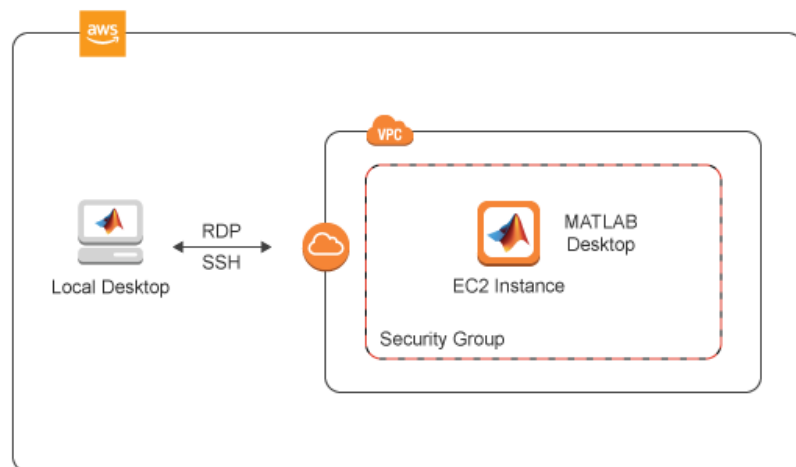 aws
VPC
RDP
SSH
Local Desktop
MATLAB
Desktop
EC2 Instance
Security Group